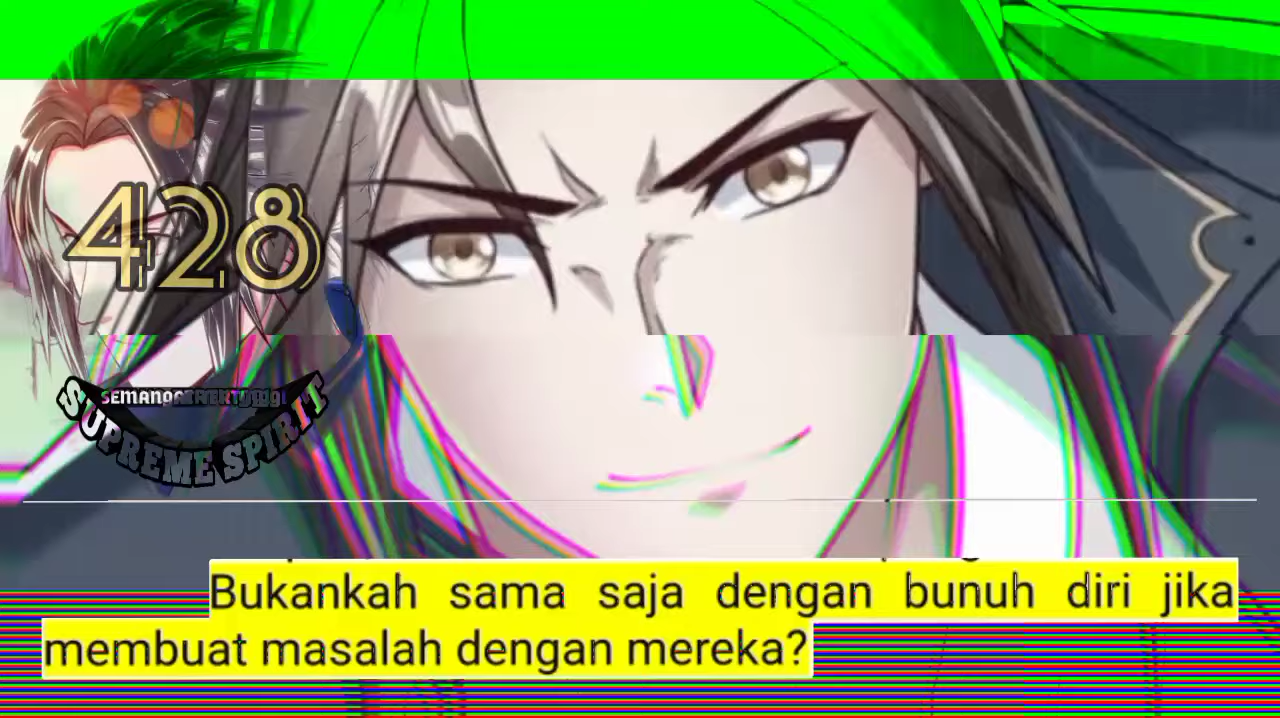 428
SUPREME SPIRIT
Bukankah sama saja dengan bunuh diri jika
membuat masalah dengan mereka?